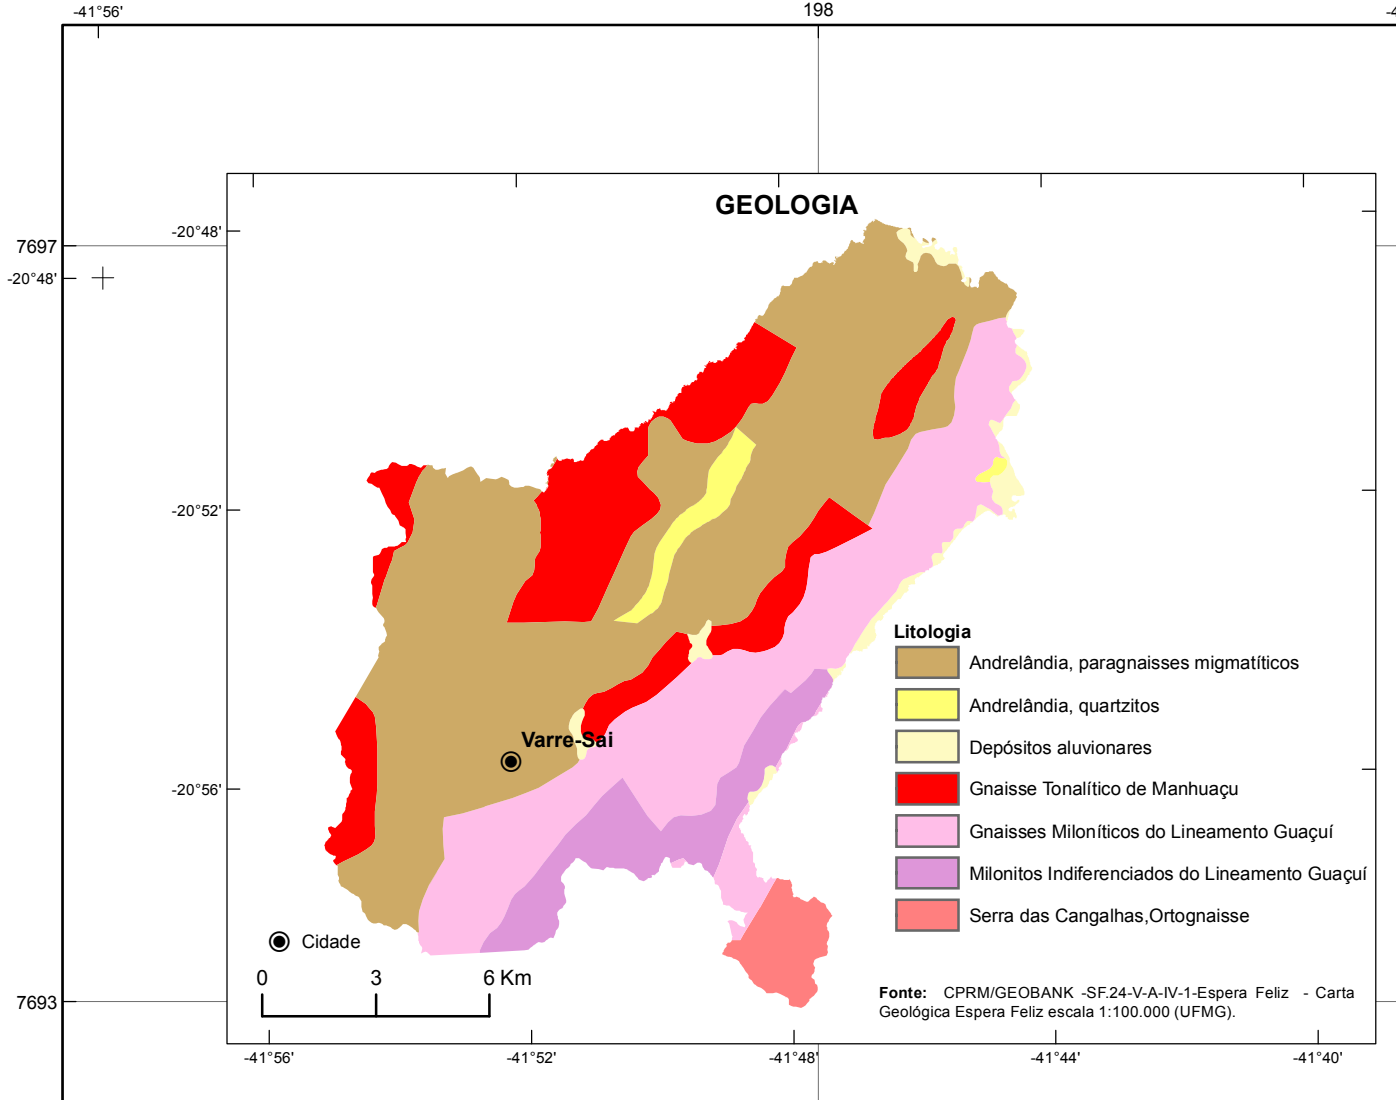 -41°56'
198
GEOLOGIA
-20°48'
7697
-20°48'
-20°52'
Litologia
Andrelândia, paragnaisses migmatíticos
Andrelândia, quartzitos
Depósitos aluvionares
Varre-Sai
-20°56'
Gnaisse Tonalítico de Manhuaçu
Gnaisses Miloníticos do Lineamento Guaçuí
Milonitos Indiferenciados do Lineamento Guaçuí
Serra das Cangalhas,Ortognaisse
Cidade
0 3 6 Km
7693
Fonte: CPRM/GEOBANK -SF.24-V-A-IV-1-Espera Feliz - Carta
Geológica Espera Feliz escala 1:100.000 (UFMG).
-41°56' -41°52' -41°48' -41°44' -41°40'